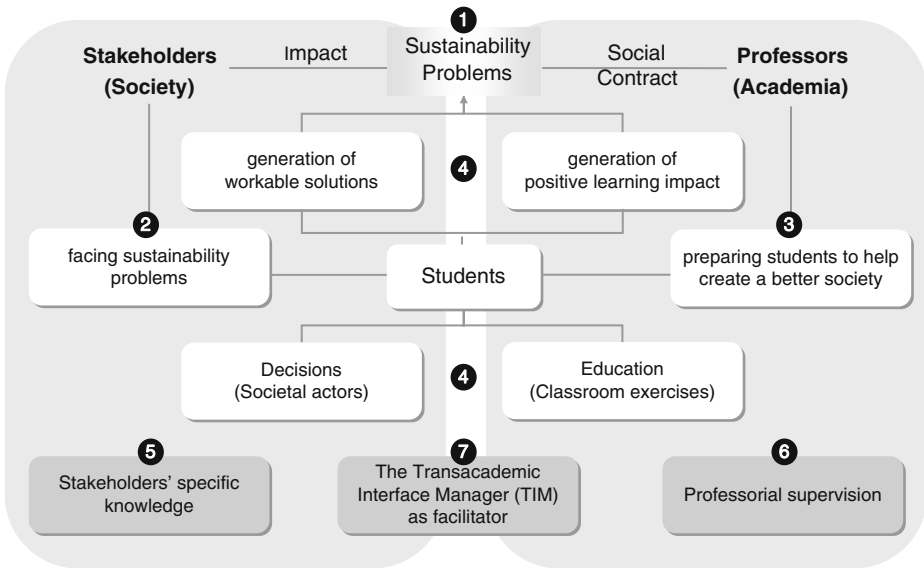 1
Stakeholders
(Society)
Impact
Sustainability
Problems
Social
Contract
Professors
(Academia)
generation of
workable solutions
4
generation of
positive learning impact
2
facing sustainability
problems
Students
3
preparing students to help
create a better society
Decisions
(Societal actors)
4
Education
(Classroom exercises)
5
Stakeholders' specific
knowledge
7
The Transacademic
Interface Manager (TIM)
as facilitator
6
Professorial supervision